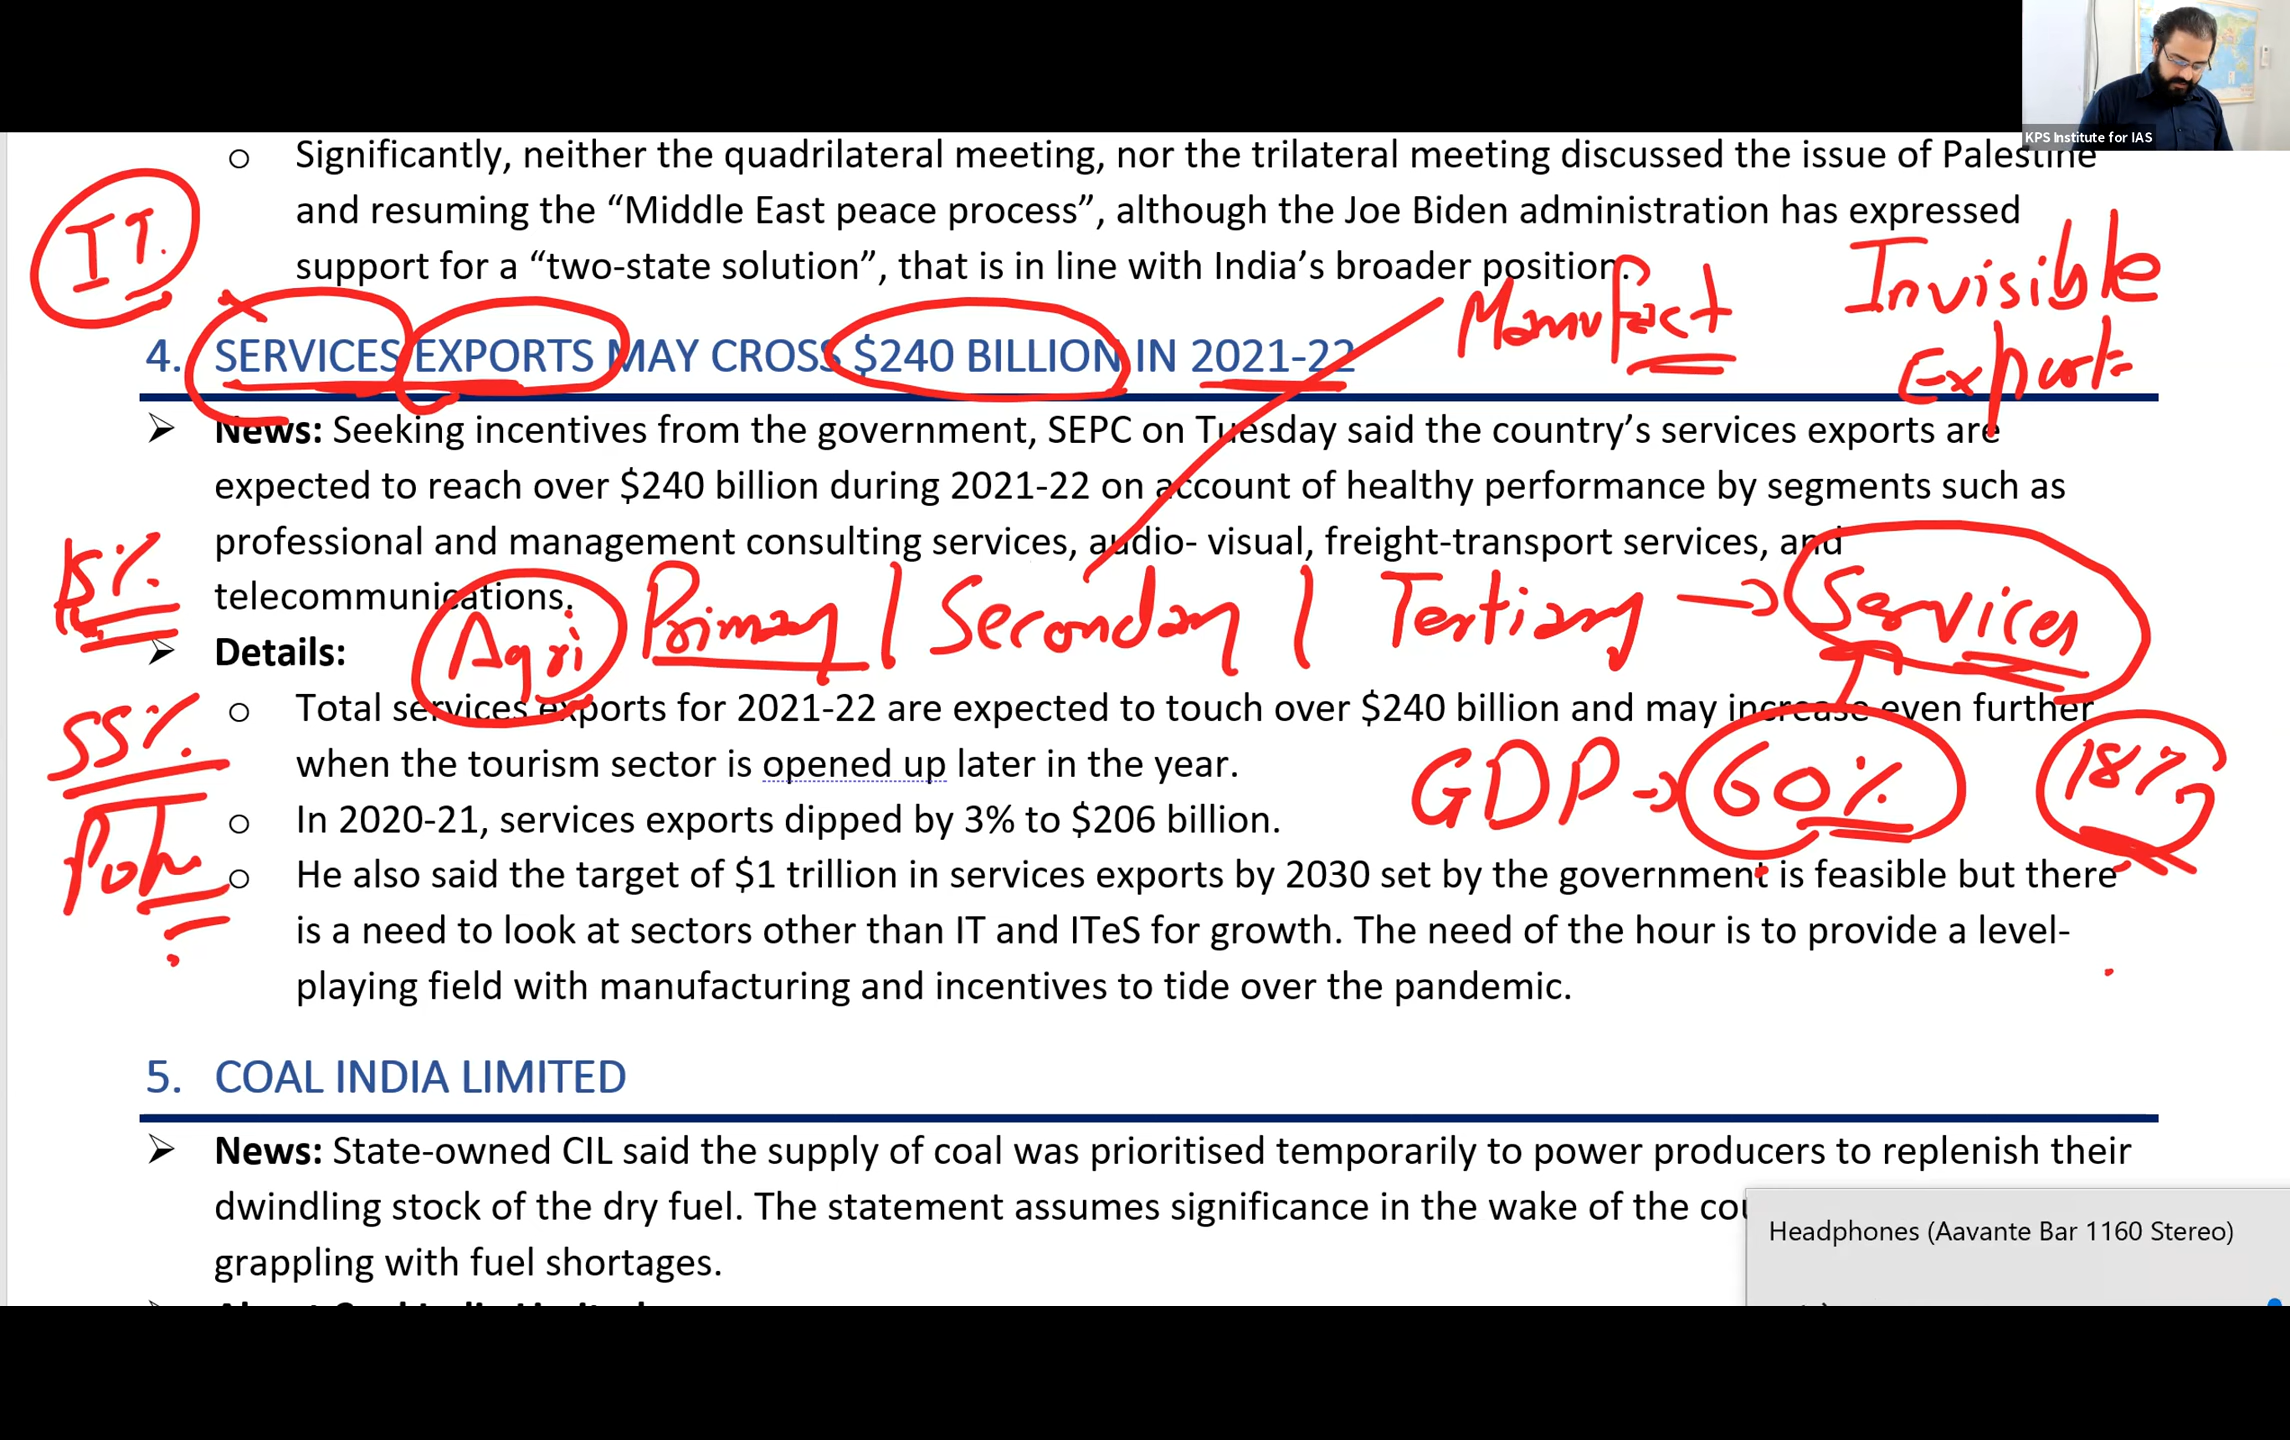 KPS Institute for IAS
o Significantly, neither the quadrilateral meeting, nor the trilateral meeting discussed the issue of Palestine
and resuming the “Middle East peace process”, although the Joe Biden administration has expressed
support for a “two-state solution”, that is in line with India’s broader position.
IT
Manufact
Invisible
Exports
4. SERVICES EXPORTS MAY CROSS $240 BILLION IN 2021-22
➢ News: Seeking incentives from the government, SEPC on Tuesday said the country’s services exports are
expected to reach over $240 billion during 2021-22 on account of healthy performance by segments such as
professional and management consulting services, audio- visual, freight-transport services, and
telecommunications.
15%
Agri Primary | Secondary | Tertiary → Services
➢ Details:
o Total services exports for 2021-22 are expected to touch over $240 billion and may increase even further
when the tourism sector is opened up later in the year.
55%
GDP → 60% 18%
o In 2020-21, services exports dipped by 3% to $206 billion.
o He also said the target of $1 trillion in services exports by 2030 set by the government is feasible but there
is a need to look at sectors other than IT and ITeS for growth. The need of the hour is to provide a level-
playing field with manufacturing and incentives to tide over the pandemic.
5. COAL INDIA LIMITED
➢ News: State-owned CIL said the supply of coal was prioritised temporarily to power producers to replenish their
dwindling stock of the dry fuel. The statement assumes significance in the wake of the
grappling with fuel shortages.
Headphones (Aavante Bar 1160 Stereo)